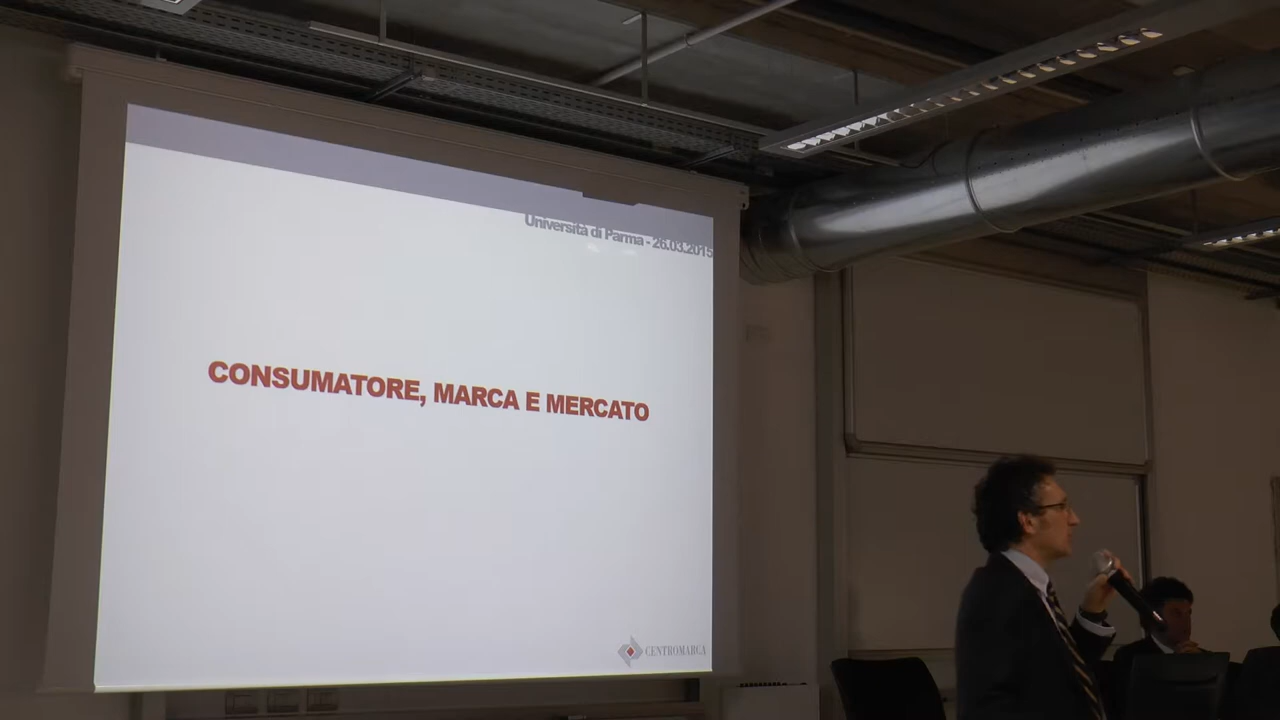 Università di Parma - 26.03.2015
CONSUMATORE, MARCA E MERCATO
CENTROMARCA